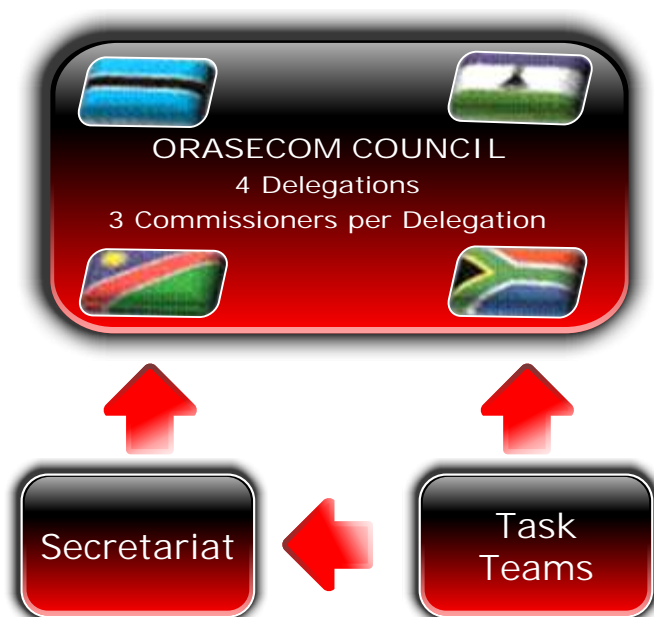 ORASECOM COUNCIL
4 Delegations
3 Commissioners per Delegation
Secretariat
Task
Teams